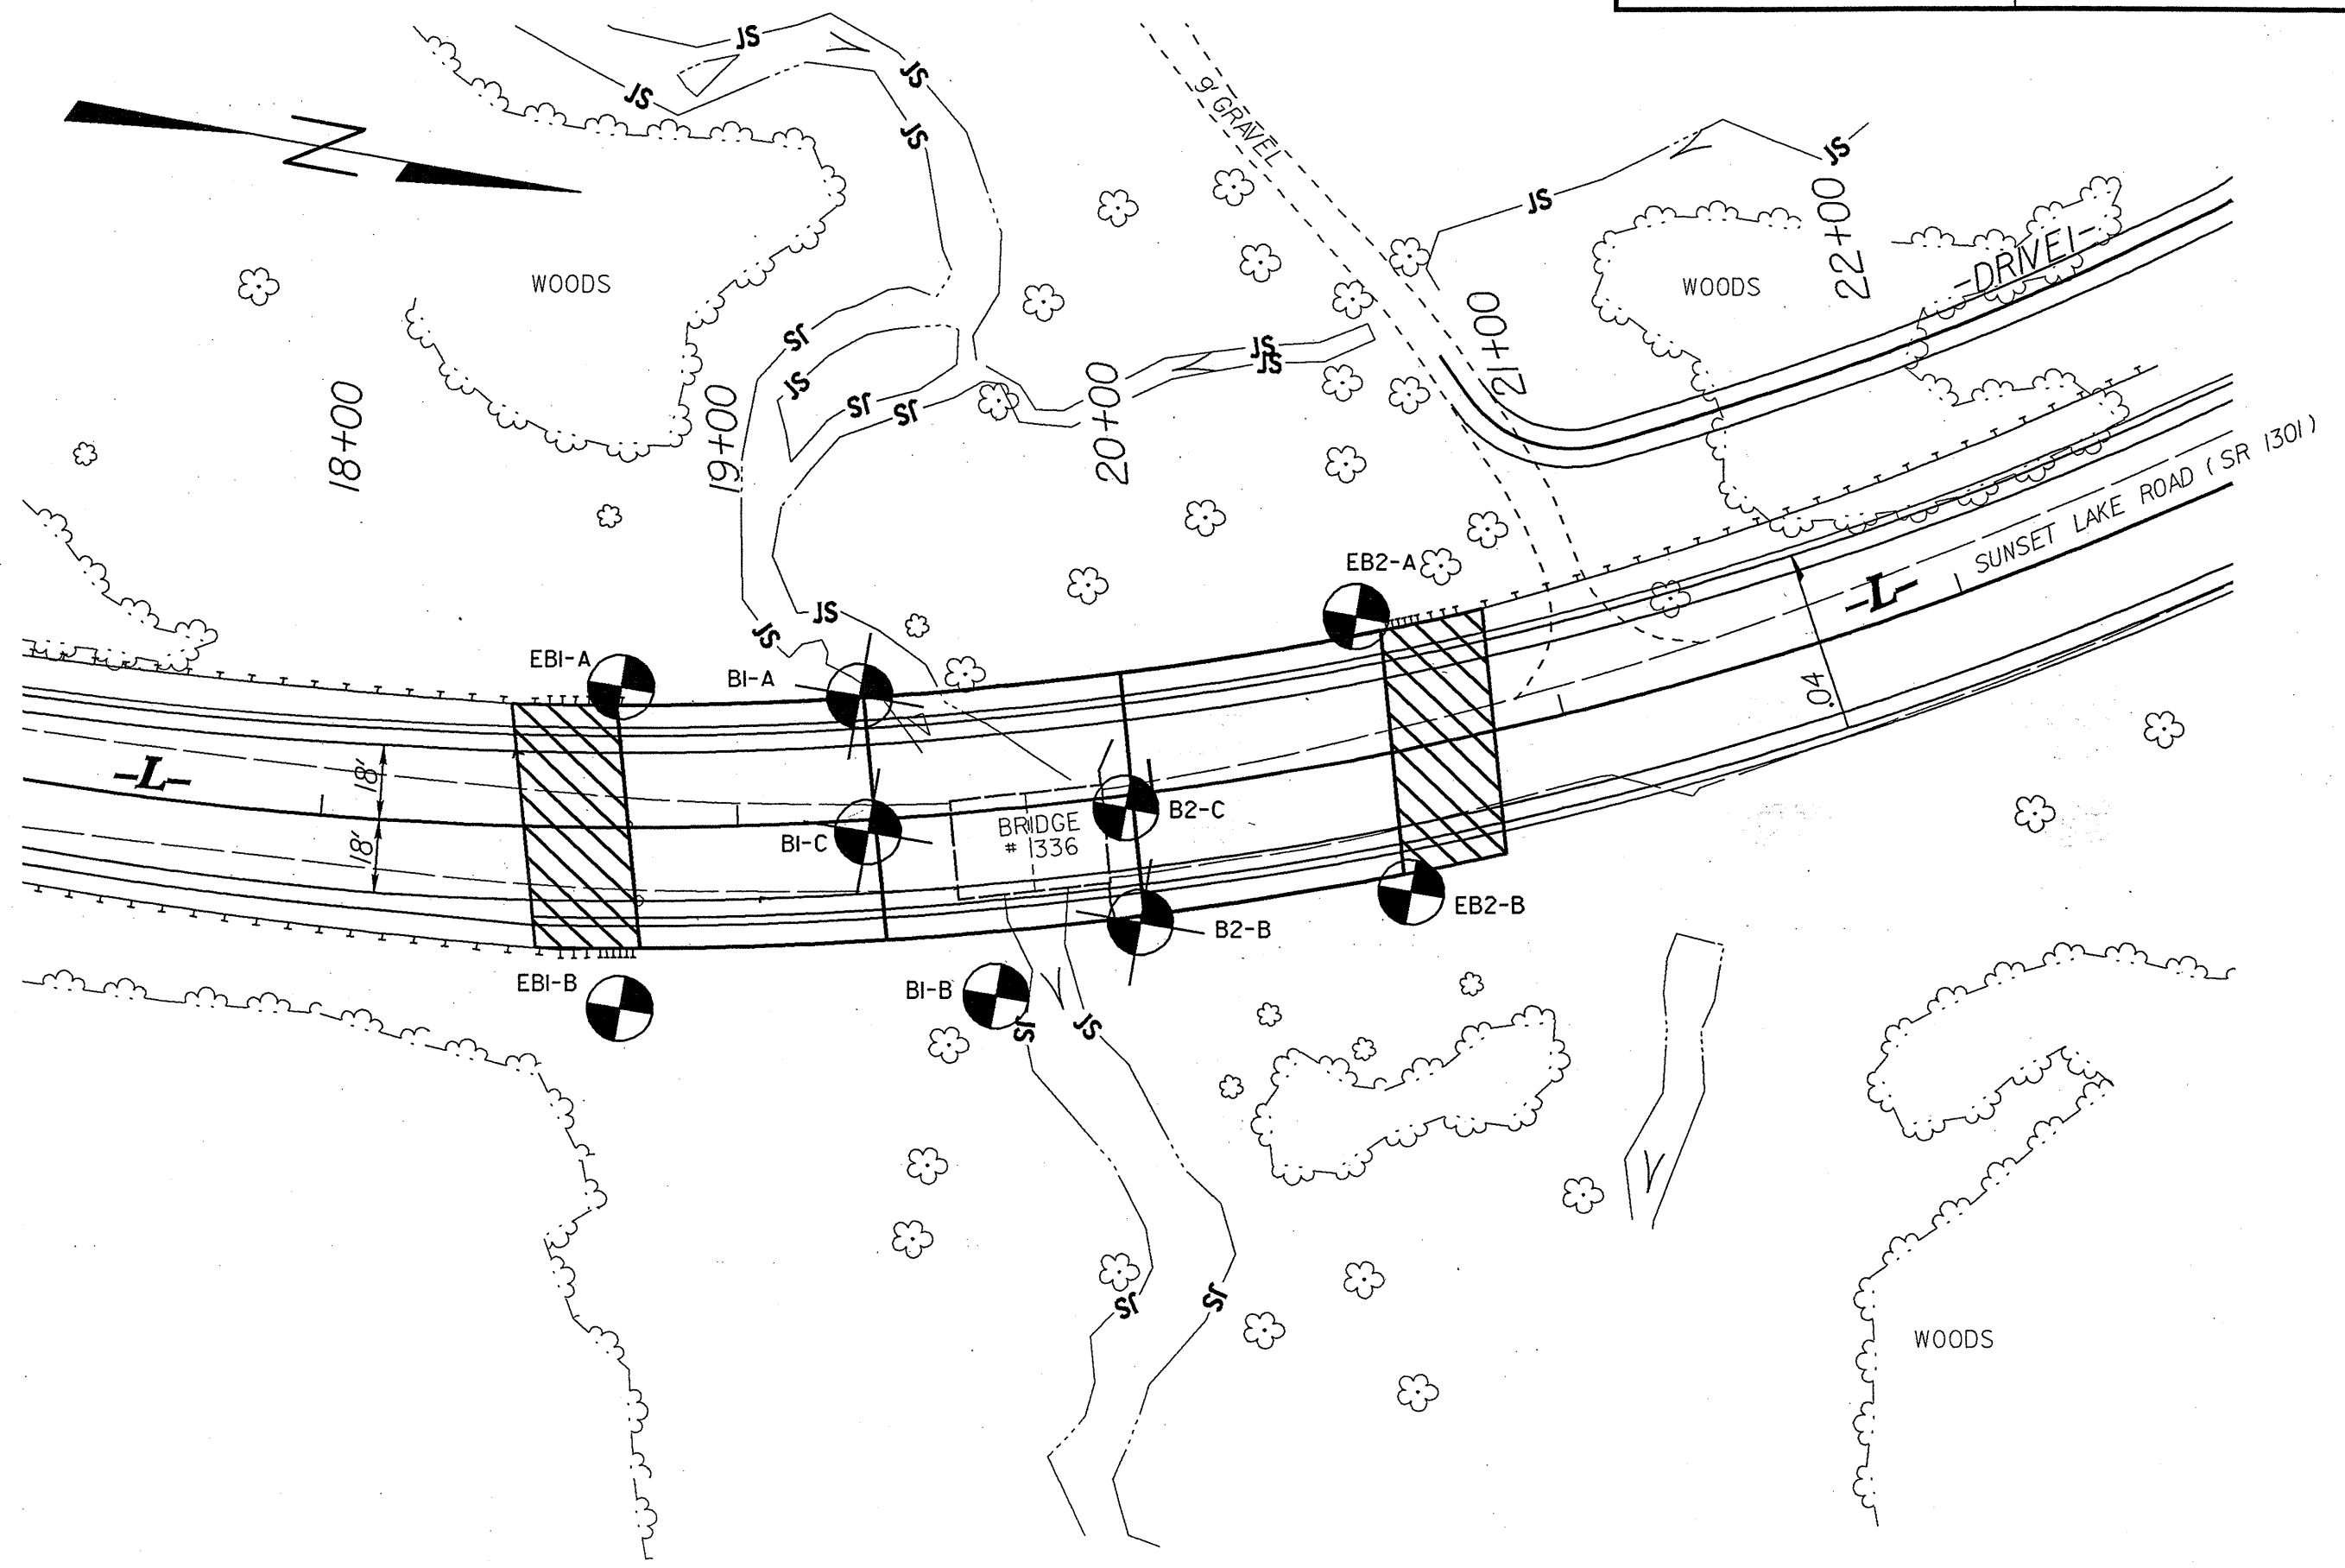 JS
JS
JS
JS
9' GRAVEL
JS
JS
N
WOODS
WOODS
22+00
-DRIVE1-
21+00
JS
JS
JS
JS
JS
JS
18+00
19+00
20+00
SUNSET LAKE ROAD (SR 1301)
EB2-A
-L-
JS
JS
EB1-A
B1-A
.04
-L-
18'
18'
B2-C
BRIDGE
# 1336
B1-C
EB2-B
B2-B
EB1-B
B1-B
JS
JS
JS
JS
WOODS